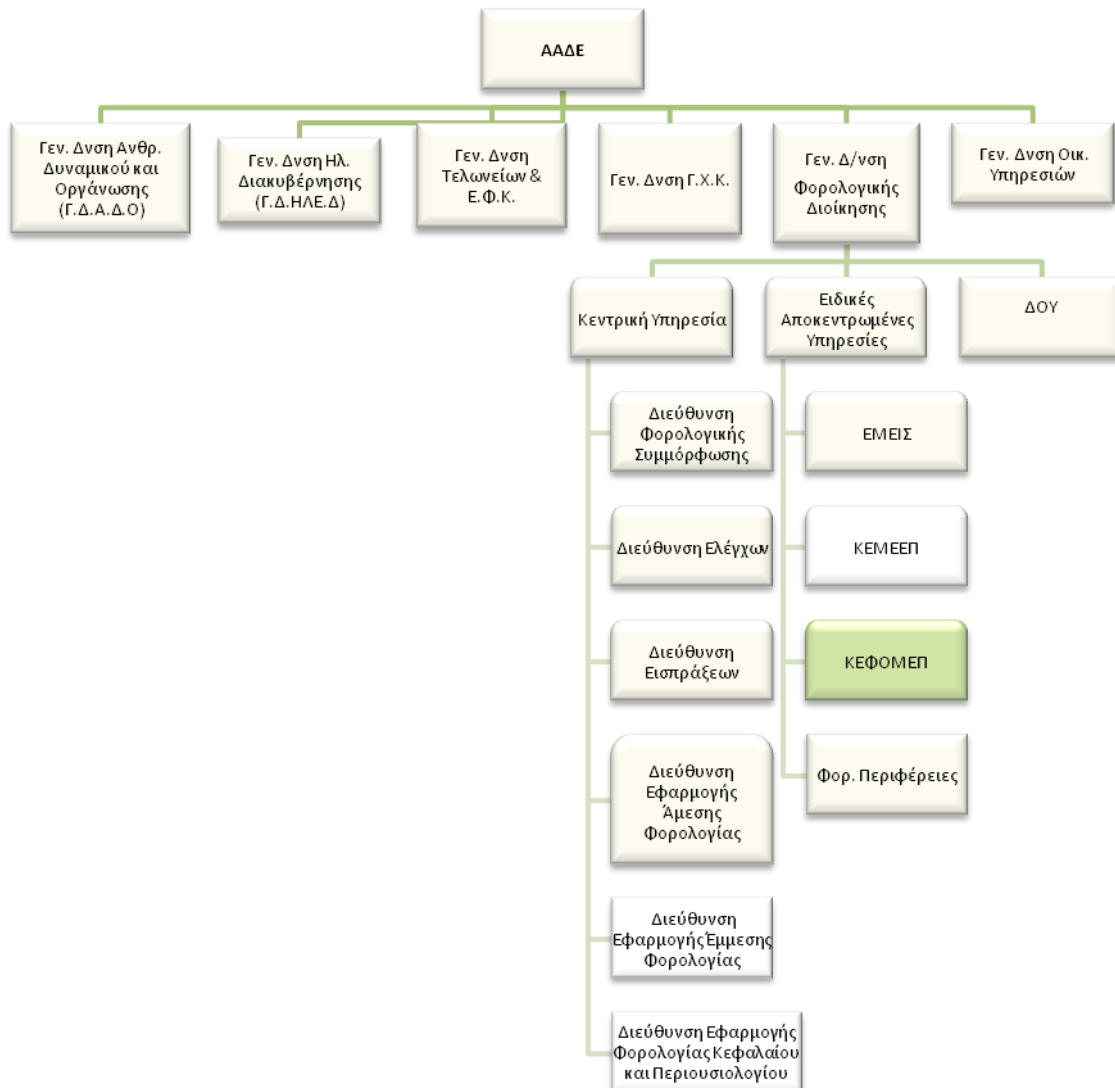 ΑΑΔΕ
Γεν. Δνση Ανθρ.
Δυναμικού και
Οργάνωσης
(Γ.Δ.Α.Δ.Ο)
Γεν. Δνση Ηλ.
Διακυβέρνησης
(Γ.Δ.ΗΛΕ.Δ)
Γεν. Δνση
Τελωνείων &
Ε.Φ.Κ.
Γεν. Δνση Γ.Χ.Κ.
Γεν. Δ/νση
Φορολογικής
Διοίκησης
Γεν. Δνση Οικ.
Υπηρεσιών
Κεντρική Υπηρεσία
Ειδικές
Αποκεντρωμένες
Υπηρεσίες
ΔΟΥ
Διεύθυνση
Φορολογικής
Συμμόρφωσης
Διεύθυνση Ελέγχων
Διεύθυνση
Εισπράξεων
Διεύθυνση
Εφαρμογής
Άμεσης
Φορολογίας
Διεύθυνση
Εφαρμογής Έμμεσης
Φορολογίας
Διεύθυνση Εφαρμογής
Φορολογίας Κεφαλαίου
και Περιουσιολογίου
ΕΜΕΙΣ
ΚΕΜΕΕΠ
ΚΕΦΟΜΕΠ
Φορ. Περιφέρειες